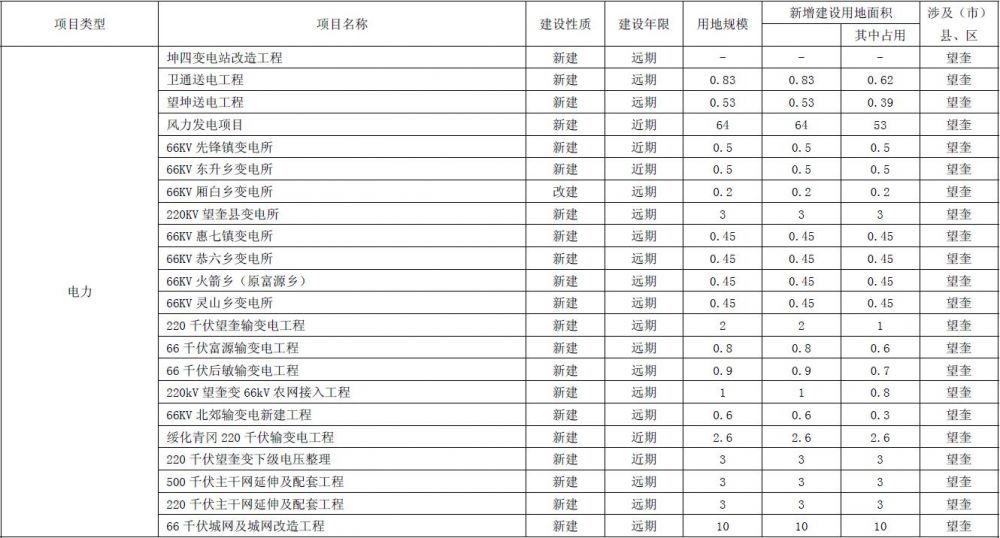 项目类型 项目名称 建设性质 建设年限 用地规模 新增建设用地面积 涉及（市）
其中占用 县、区
坤四变电站改造工程 新建 远期 - - - 望奎
卫通送电工程 新建 远期 0.83 0.83 0.62 望奎
望坤送电工程 新建 远期 0.53 0.53 0.39 望奎
风力发电项目 新建 近期 64 64 53 望奎
66KV 先锋镇变电所 新建 近期 0.5 0.5 0.5 望奎
66KV 东升乡变电所 新建 近期 0.5 0.5 0.5 望奎
66KV 厢白乡变电所 改建 远期 0.2 0.2 0.2 望奎
220KV 望奎县变电所 新建 远期 3 3 3 望奎
66KV 惠七镇变电所 新建 远期 0.45 0.45 0.45 望奎
66KV 恭六乡变电所 新建 远期 0.45 0.45 0.45 望奎
电力 66KV 火箭乡（原富源乡） 新建 远期 0.45 0.45 0.45 望奎
66KV 灵山乡变电所 新建 远期 0.45 0.45 0.45 望奎
220 千伏望奎输变电工程 新建 远期 2 2 1 望奎
66 千伏富源输变电工程 新建 远期 0.8 0.8 0.6 望奎
66 千伏后敏输变电工程 新建 远期 0.9 0.9 0.7 望奎
220kV 望奎变 66kV 农网接入工程 新建 远期 1 1 0.8 望奎
66KV 北郊输变电新建工程 新建 远期 0.6 0.6 0.3 望奎
绥化青冈 220 千伏输变电工程 新建 近期 2.6 2.6 2.6 望奎
220 千伏望奎变下级电压整理 新建 近期 3 3 3 望奎
500 千伏主干网延伸及配套工程 新建 远期 3 3 3 望奎
220 千伏主干网延伸及配套工程 新建 远期 3 3 3 望奎
66 千伏城网及城网改造工程 新建 远期 10 10 10 望奎